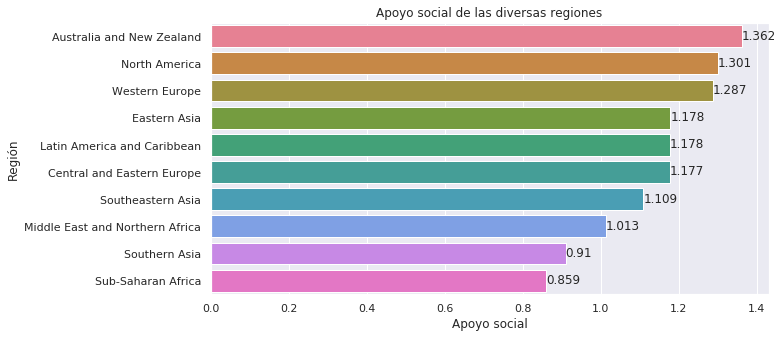 Apoyo social de las diversas regiones
Región
Australia and New Zealand 1.362
North America 1.301
Western Europe 1.287
Eastern Asia 1.178
Latin America and Caribbean 1.178
Central and Eastern Europe 1.177
Southeastern Asia 1.109
Middle East and Northern Africa 1.013
Southern Asia 0.91
Sub-Saharan Africa 0.859
0.0 0.2 0.4 0.6 0.8 1.0 1.2 1.4
Apoyo social